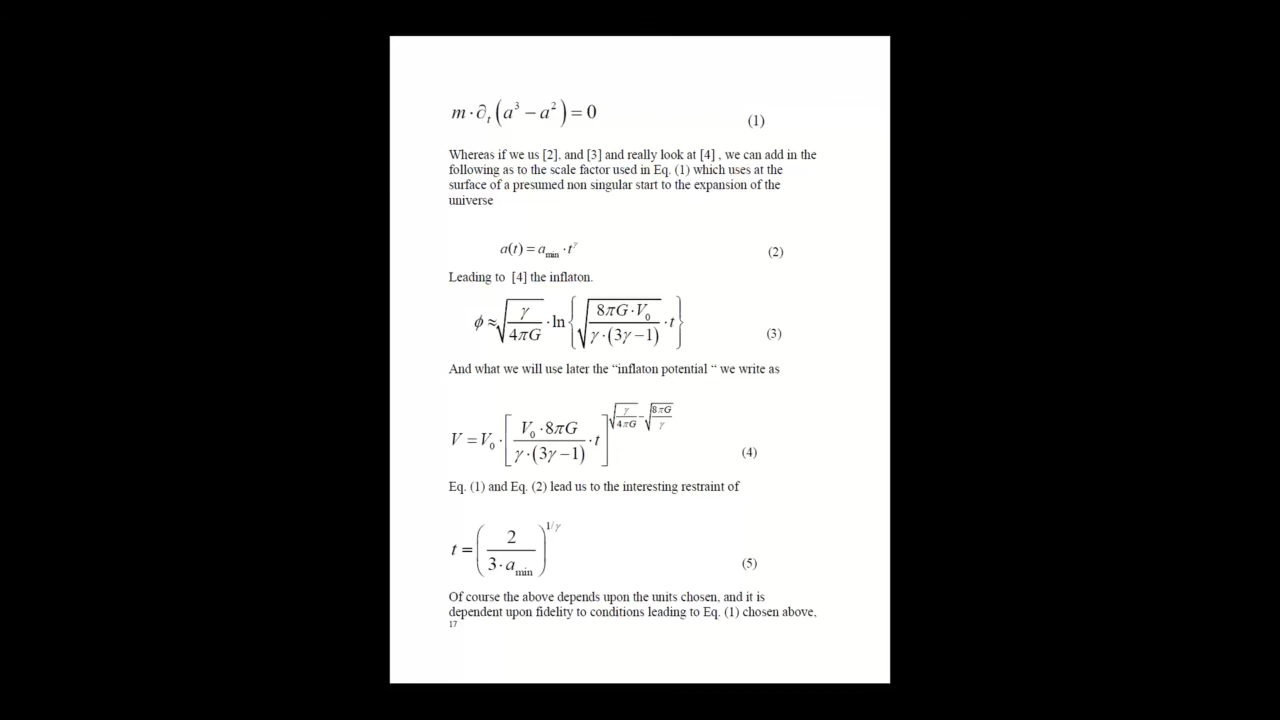 m · ∂ₜ (a³ − a²) = 0 (1)
Whereas if we us [2], and [3] and really look at [4] , we can add in the
following as to the scale factor used in Eq. (1) which uses at the
surface of a presumed non singular start to the expansion of the
universe
a(t) = a_min · t^γ (2)
Leading to [4] the inflaton.
ϕ ≈ √(γ / 4πG) · ln { √(8πG · V₀ / γ · (3γ − 1)) · t } (3)
And what we will use later the “inflaton potential “ we write as
V = V₀ · [ V₀ · 8πG / γ · (3γ − 1) · t ]^(√(γ / 4πG) − √(8πG / γ)) (4)
Eq. (1) and Eq. (2) lead us to the interesting restraint of
t = ( 2 / 3 · a_min )^(1/γ) (5)
Of course the above depends upon the units chosen, and it is
dependent upon fidelity to conditions leading to Eq. (1) chosen above,
17